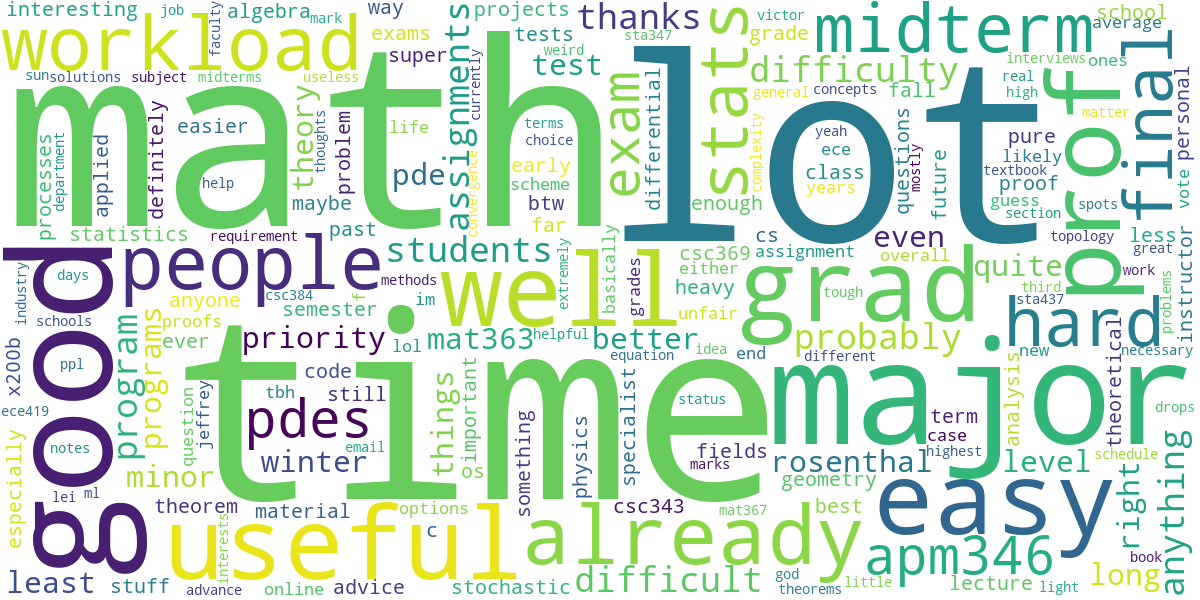 math
lot
time
good
major
grad
useful
already
easy
well
people
workload
midterm
final
prof
stats
hard
exam
difficult
difficulty
apm346
pdes
pde
thanks
test
tests
projects
interesting
job
mark
algebra
way
faculty
exams
super
assignments
weird
sta347
victor
grade
school
average
interviews
ones
sun
solutions
subject
midterms
useless
currently
general
concepts
fall
real
high
matter
personal
processes
department
applied
definitely
easier
theory
thoughts
problem
life
help
maybe
terms
choice
early
scheme
btw
far
convergence
differential
enough
complexity
yeah
ece
class
years
questions
mostly
future
pure
likely
textbook
proof
guess
section
spots
vote
statistics
requirement
past
students
cs
csc369
assignment
even
overall
topology
less
great
instructor
industry
days
schools
methods
csc384
f
im
semester
anyone
proofs
ever
extremely
basically
grades
either
heavy
unfair
quite
tough
third
work
sta437
problems
x200b
ppl
program
programs
priority
lol
mat363
helpful
better
equation
idea
end
probably
different
new
necessary
ece419
notes
question
jeffrey
tbh
code
still
email
things
important
something
physics
specialist
status
fields
marks
term
case
highest
analysis
theoretical
drops
schedule
especially
lei
ml
minor
winter
os
rosenthal
geometry
level
right
anything
theorem
material
options
c
csc343
mat367
best
book
least
stuff
advance
interests
online
advice
stochastic
god
theorems
little
lecture
light
long